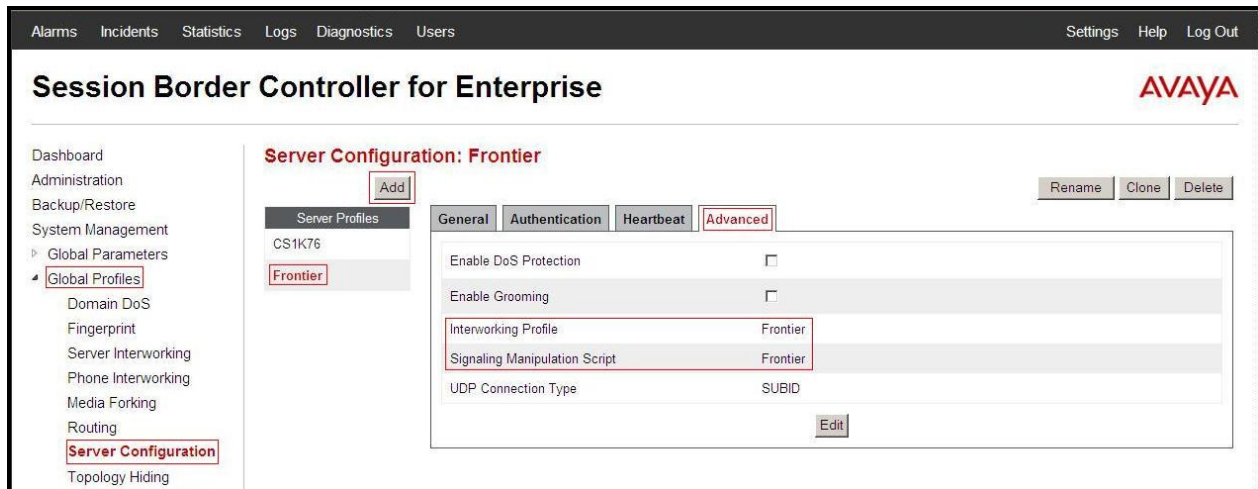 Alarms Incidents Statistics Logs Diagnostics Users Settings Help Log Out
Session Border Controller for Enterprise
AVAYA
Dashboard
Administration
Backup/Restore
System Management
Global Parameters
Global Profiles
Domain DoS
Fingerprint
Server Interworking
Phone Interworking
Media Forking
Routing
Server Configuration
Topology Hiding
Server Configuration: Frontier
Add
Rename Clone Delete
Server Profiles
CS1K76
Frontier
General Authentication Heartbeat Advanced
Enable DoS Protection
Enable Grooming
Interworking Profile Frontier
Signaling Manipulation Script Frontier
UDP Connection Type SUBID
Edit